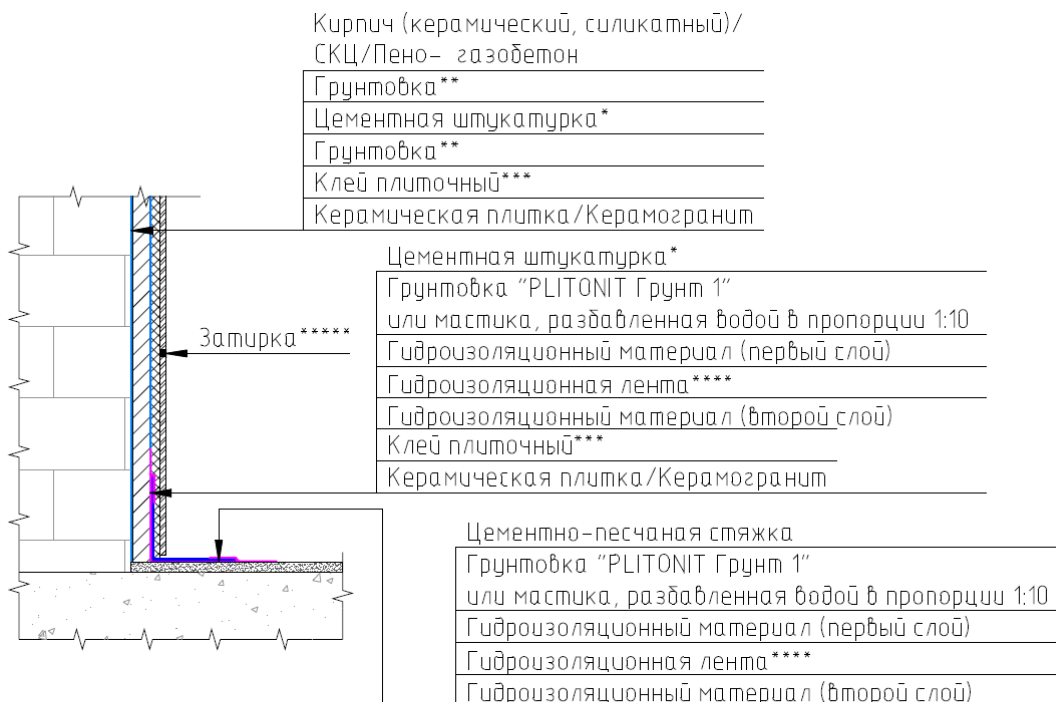 Кирпич (керамический, силикатный)/
СКЦ/Пено- газобетон
Грунтовка**
Цементная штукатурка*
Грунтовка**
Клей плиточный***
Керамическая плитка/Керамогранит
Цементная штукатурка*
Грунтовка "PLITONIT Грунт 1"
или мастика, разбавленная водой в пропорции 1:10
Гидроизоляционный материал (первый слой)
Гидроизоляционная лента****
Гидроизоляционный материал (второй слой)
Клей плиточный***
Керамическая плитка/Керамогранит
Затирка*****
Цементно-песчаная стяжка
Грунтовка "PLITONIT Грунт 1"
или мастика, разбавленная водой в пропорции 1:10
Гидроизоляционный материал (первый слой)
Гидроизоляционная лента****
Гидроизоляционный материал (второй слой)